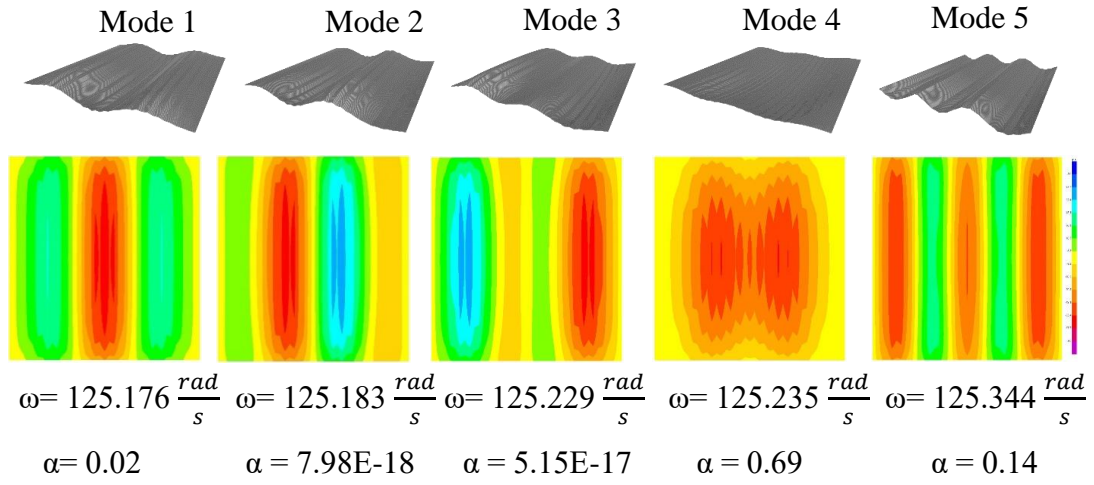 Mode 1 Mode 2 Mode 3 Mode 4 Mode 5
ω= 125.176 rad/s ω= 125.183 rad/s ω= 125.229 rad/s ω= 125.235 rad/s ω= 125.344 rad/s
α= 0.02 α = 7.98E-18 α = 5.15E-17 α = 0.69 α = 0.14